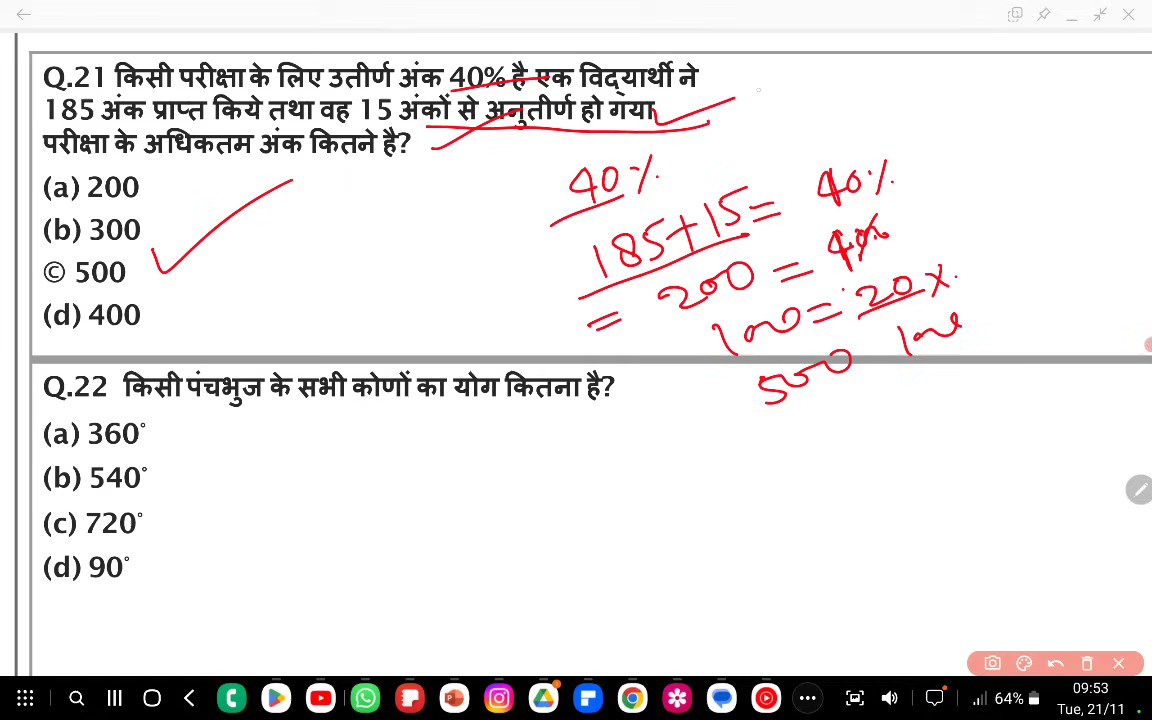 Q.21 किसी परीक्षा के लिए उतीर्ण अंक 40% है एक विद्यार्थी ने
185 अंक प्राप्त किये तथा वह 15 अंकों से अनुतीर्ण हो गया
परीक्षा के अधिकतम अंक कितने है?
(a) 200
(b) 300
© 500
(d) 400
40%
185+15= 40%
= 200 = 40%
100 = 20%
500
Q.22 किसी पंचभुज के सभी कोणों का योग कितना है?
(a) 360°
(b) 540°
(c) 720°
(d) 90°
64%
09:53
Tue, 21/11